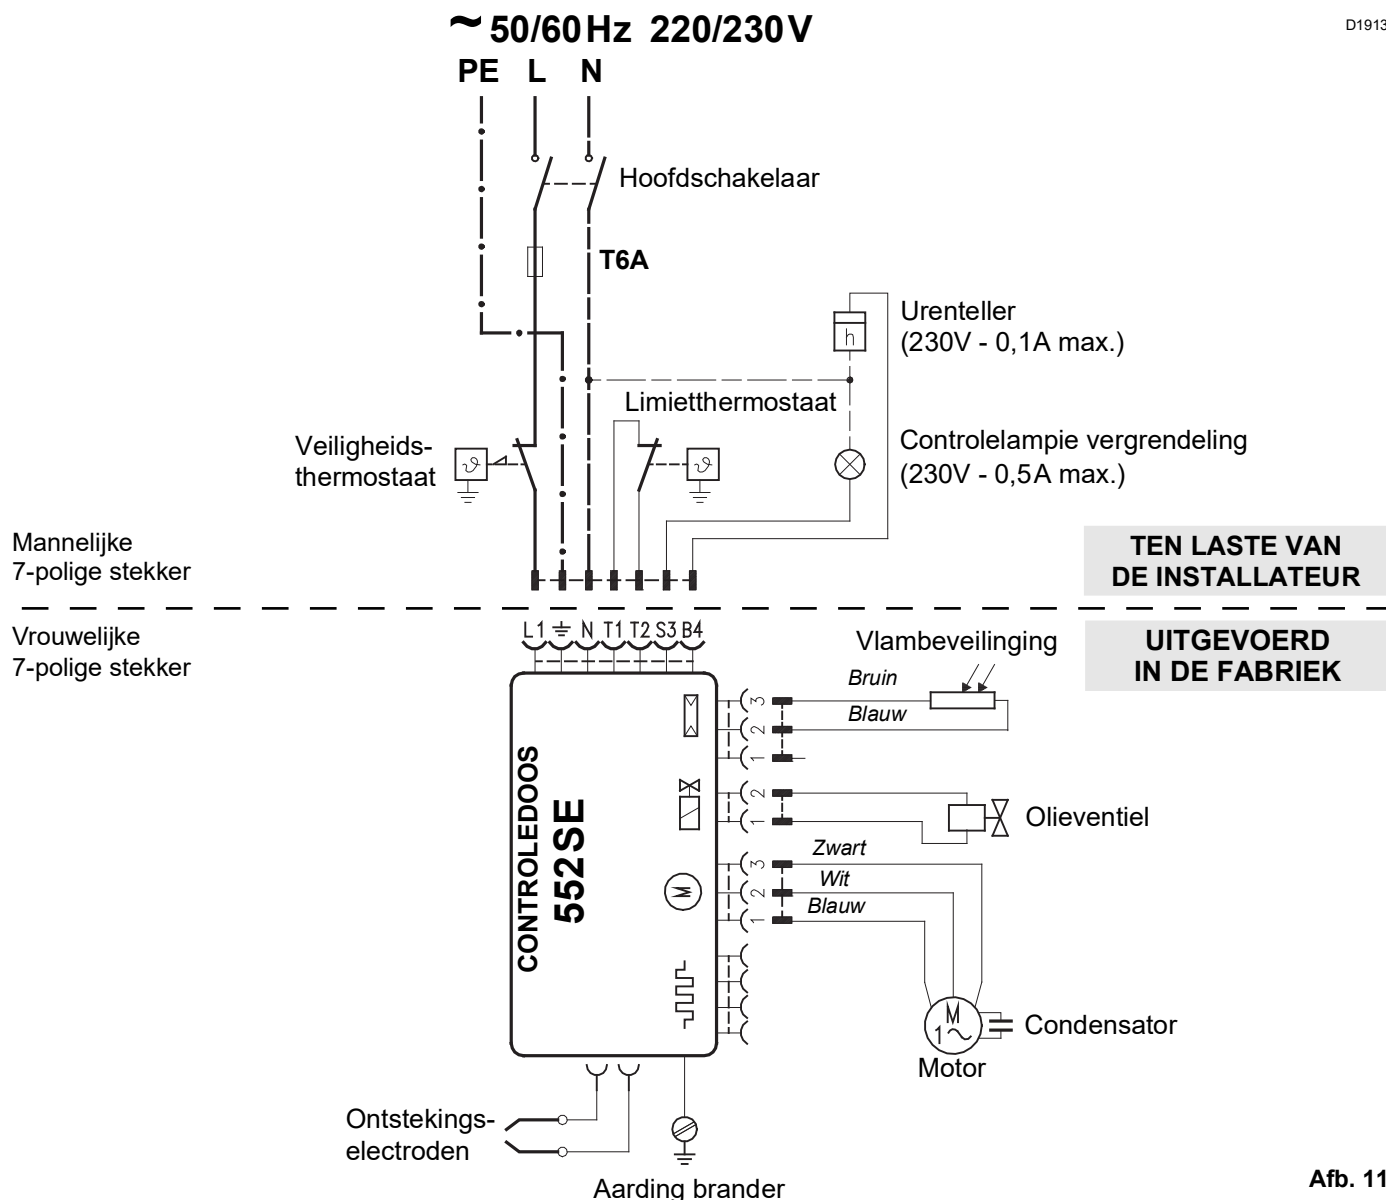 ~ 50/60 Hz 220/230 V
D1913
PE L N
Hoofdschakelaar
T6A
Urenteller
(230V - 0,1A max.)
h
Limietthermostaat
Veiligheids-
thermostaat
Controlelampie vergrendeling
(230V - 0,5A max.)
ϑ
ϑ
Mannelijke
7-polige stekker
TEN LASTE VAN
DE INSTALLATEUR
Vrouwelijke
7-polige stekker
L1 N T1 T2 S3 B4
Vlambeveilinging
UITGEVOERD
IN DE FABRIEK
Bruin
3
Blauw
2
1
CONTROLEDOOS
552SE
2
1
Olieventiel
Zwart
3
Wit
2
Blauw
1
M
M
1~
Condensator
Motor
Ontstekings-
electroden
Aarding brander
Afb. 11